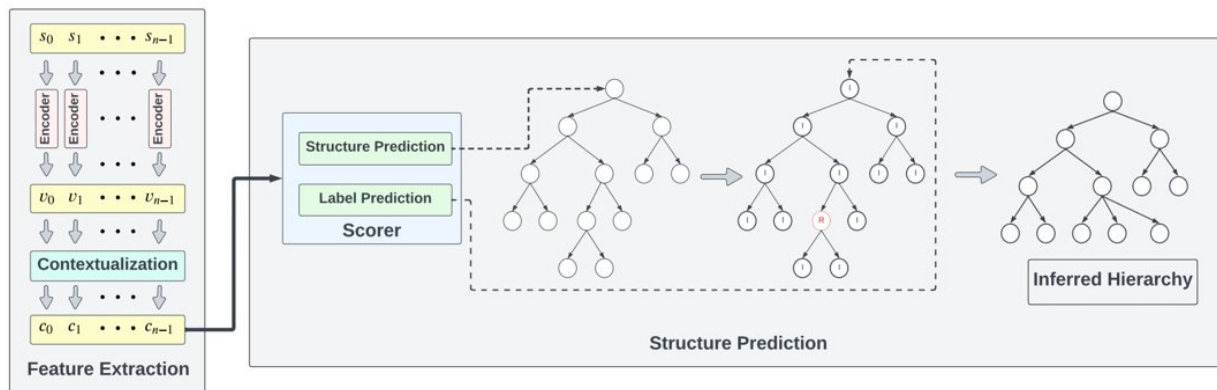 s₀ s₁ • • • sₙ₋₁
• • •
Encoder
Encoder
• • •
Encoder
• • •
v₀ v₁ • • • vₙ₋₁
• • •
Contextualization
• • •
c₀ c₁ • • • cₙ₋₁
Feature Extraction
Structure Prediction
Label Prediction
Scorer
I
I
I
I
I
I
I
I
I
R
I
I
I
Inferred Hierarchy
Structure Prediction